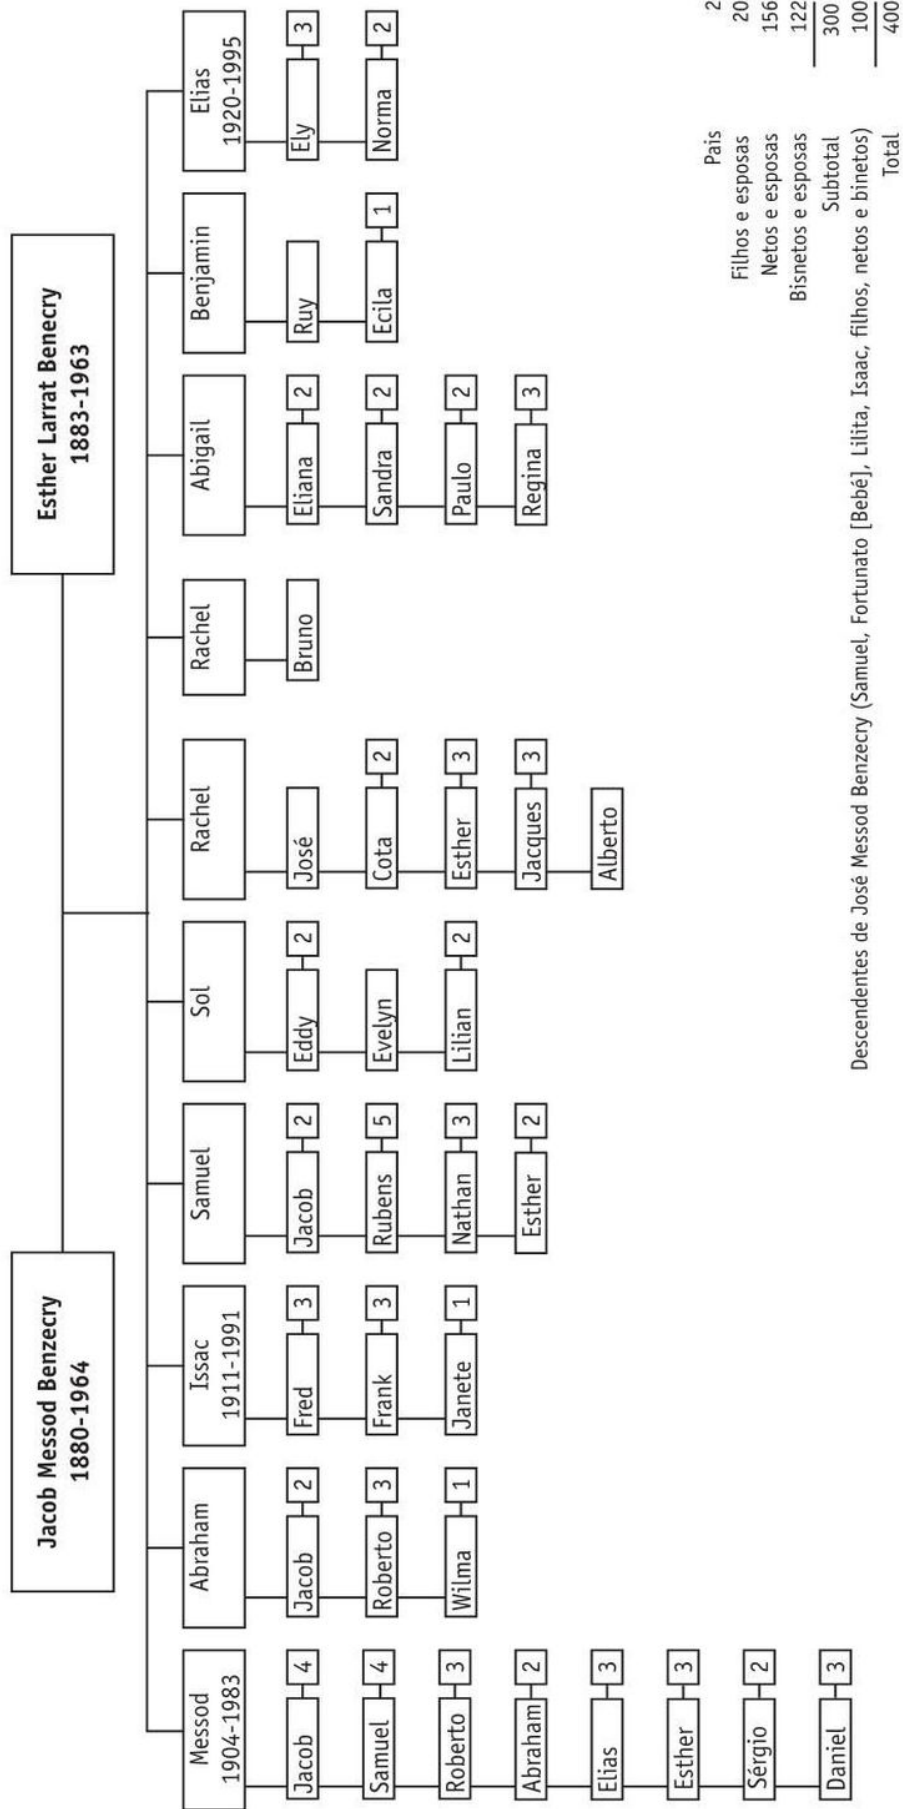 Jacob Messod Benzecry
1880-1964
Esther Larrat Benecry
1883-1963
Messod
1904-1983
Jacob 4
Samuel 4
Roberto 3
Abraham 2
Elias 3
Esther 3
Sérgio 2
Daniel 3
Abraham
Jacob 2
Roberto 3
Wilma 1
Issac
1911-1991
Fred 3
Frank 3
Janete 1
Samuel
Jacob 2
Rubens 5
Nathan 3
Esther 2
Sol
Eddy 2
Evelyn
Lilian 2
Rachel
José
Cota 2
Esther 3
Jacques 3
Alberto
Rachel
Bruno
Abigail
Eliana 2
Sandra 2
Paulo 2
Regina 3
Benjamin
Ruy
Ecila 1
Elias
1920-1995
Ely 3
Norma 2
Pais 2
Filhos e esposas 20
Netos e esposas 156
Bisnetos e esposas 122
Subtotal 300
Descendentes de José Messod Benzecry (Samuel, Fortunato [Bebé], Lilita, Isaac, filhos, netos e binetos) 100
Total 400